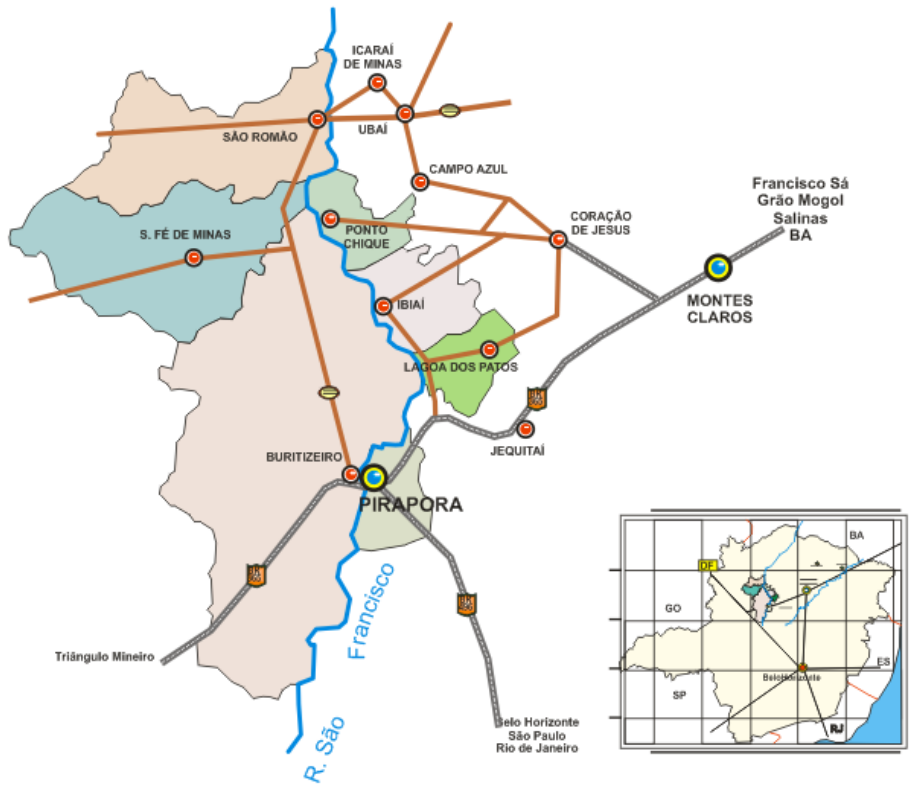 ICARAÍ
DE MINAS
SÃO ROMÃO
UBAÍ
CAMPO AZUL
Francisco Sá
Grão Mogol
Salinas
BA
CORAÇÃO
DE JESUS
S. FÉ DE MINAS
PONTO
CHIQUE
MONTES
CLAROS
IBIAÍ
LAGOA DOS PATOS
JEQUITAÍ
BURITIZEIRO
PIRAPORA
Francisco
R. São
Triângulo Mineiro
Belo Horizonte
São Paulo
Rio de Janeiro
BA
DF
GO
ES
BeloHorizonte
SP
RJ